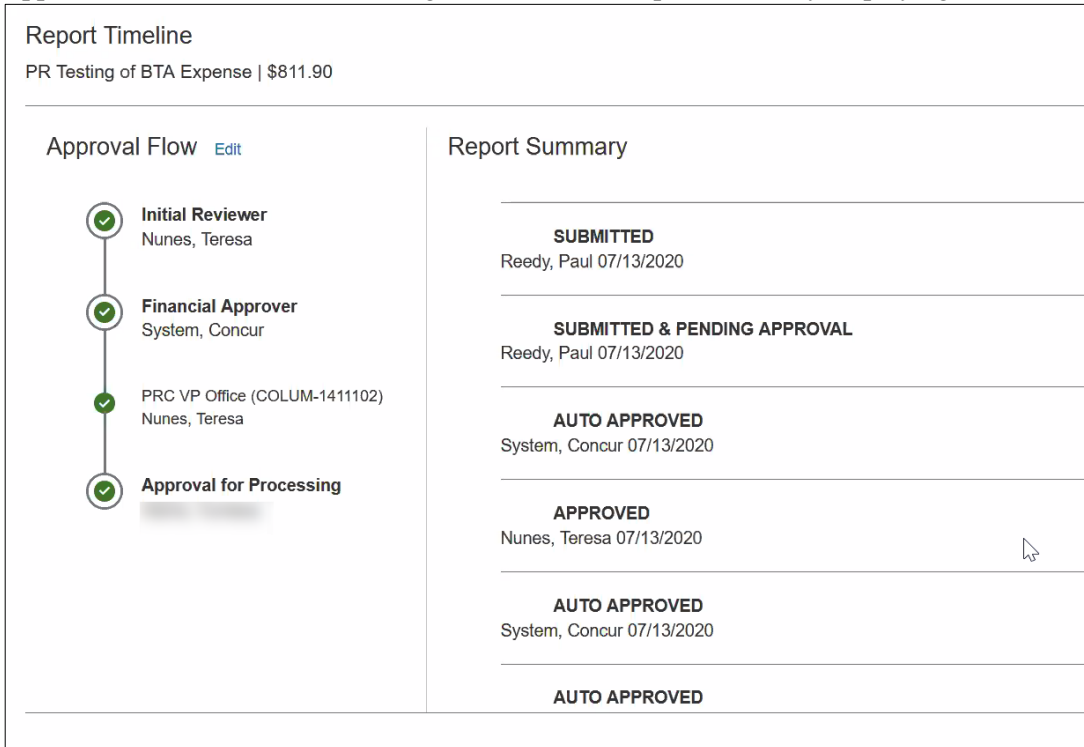 Report Timeline
PR Testing of BTA Expense | $811.90
Approval Flow Edit
Initial Reviewer
Nunes, Teresa
Financial Approver
System, Concur
PRC VP Office (COLUM-1411102)
Nunes, Teresa
Approval for Processing
Report Summary
SUBMITTED
Reedy, Paul 07/13/2020
SUBMITTED & PENDING APPROVAL
Reedy, Paul 07/13/2020
AUTO APPROVED
System, Concur 07/13/2020
APPROVED
Nunes, Teresa 07/13/2020
AUTO APPROVED
System, Concur 07/13/2020
AUTO APPROVED